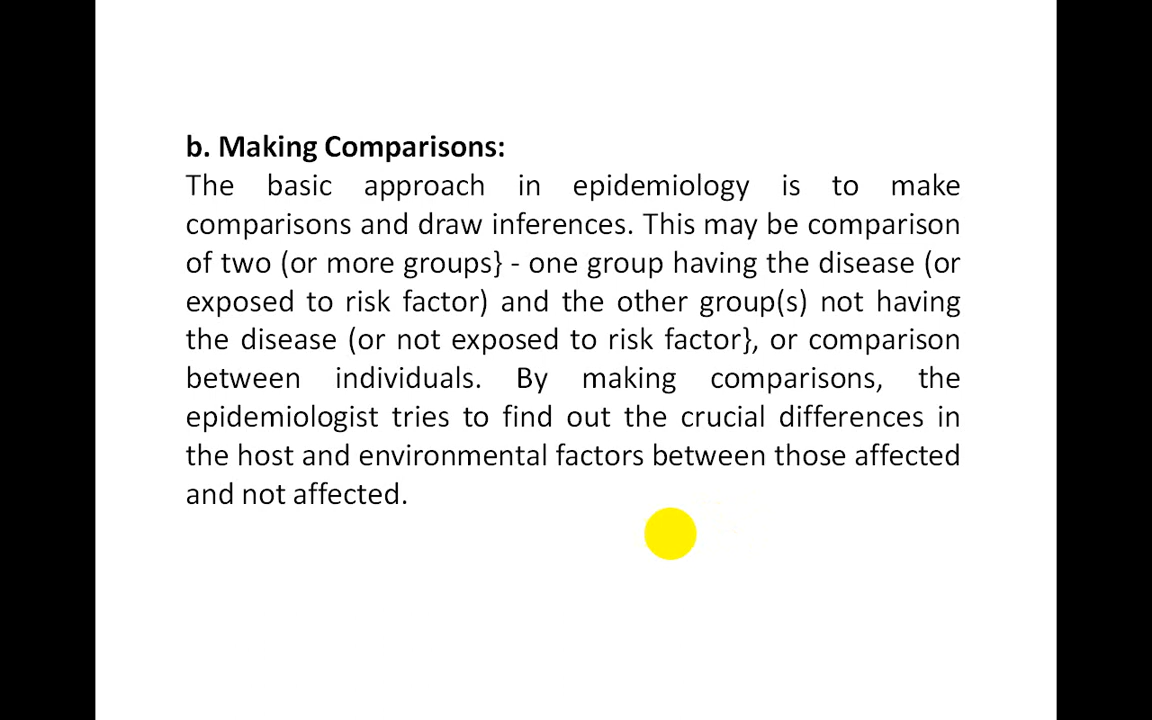 b. Making Comparisons:
The basic approach in epidemiology is to make
comparisons and draw inferences. This may be comparison
of two (or more groups} - one group having the disease (or
exposed to risk factor) and the other group(s) not having
the disease (or not exposed to risk factor}, or comparison
between individuals. By making comparisons, the
epidemiologist tries to find out the crucial differences in
the host and environmental factors between those affected
and not affected.